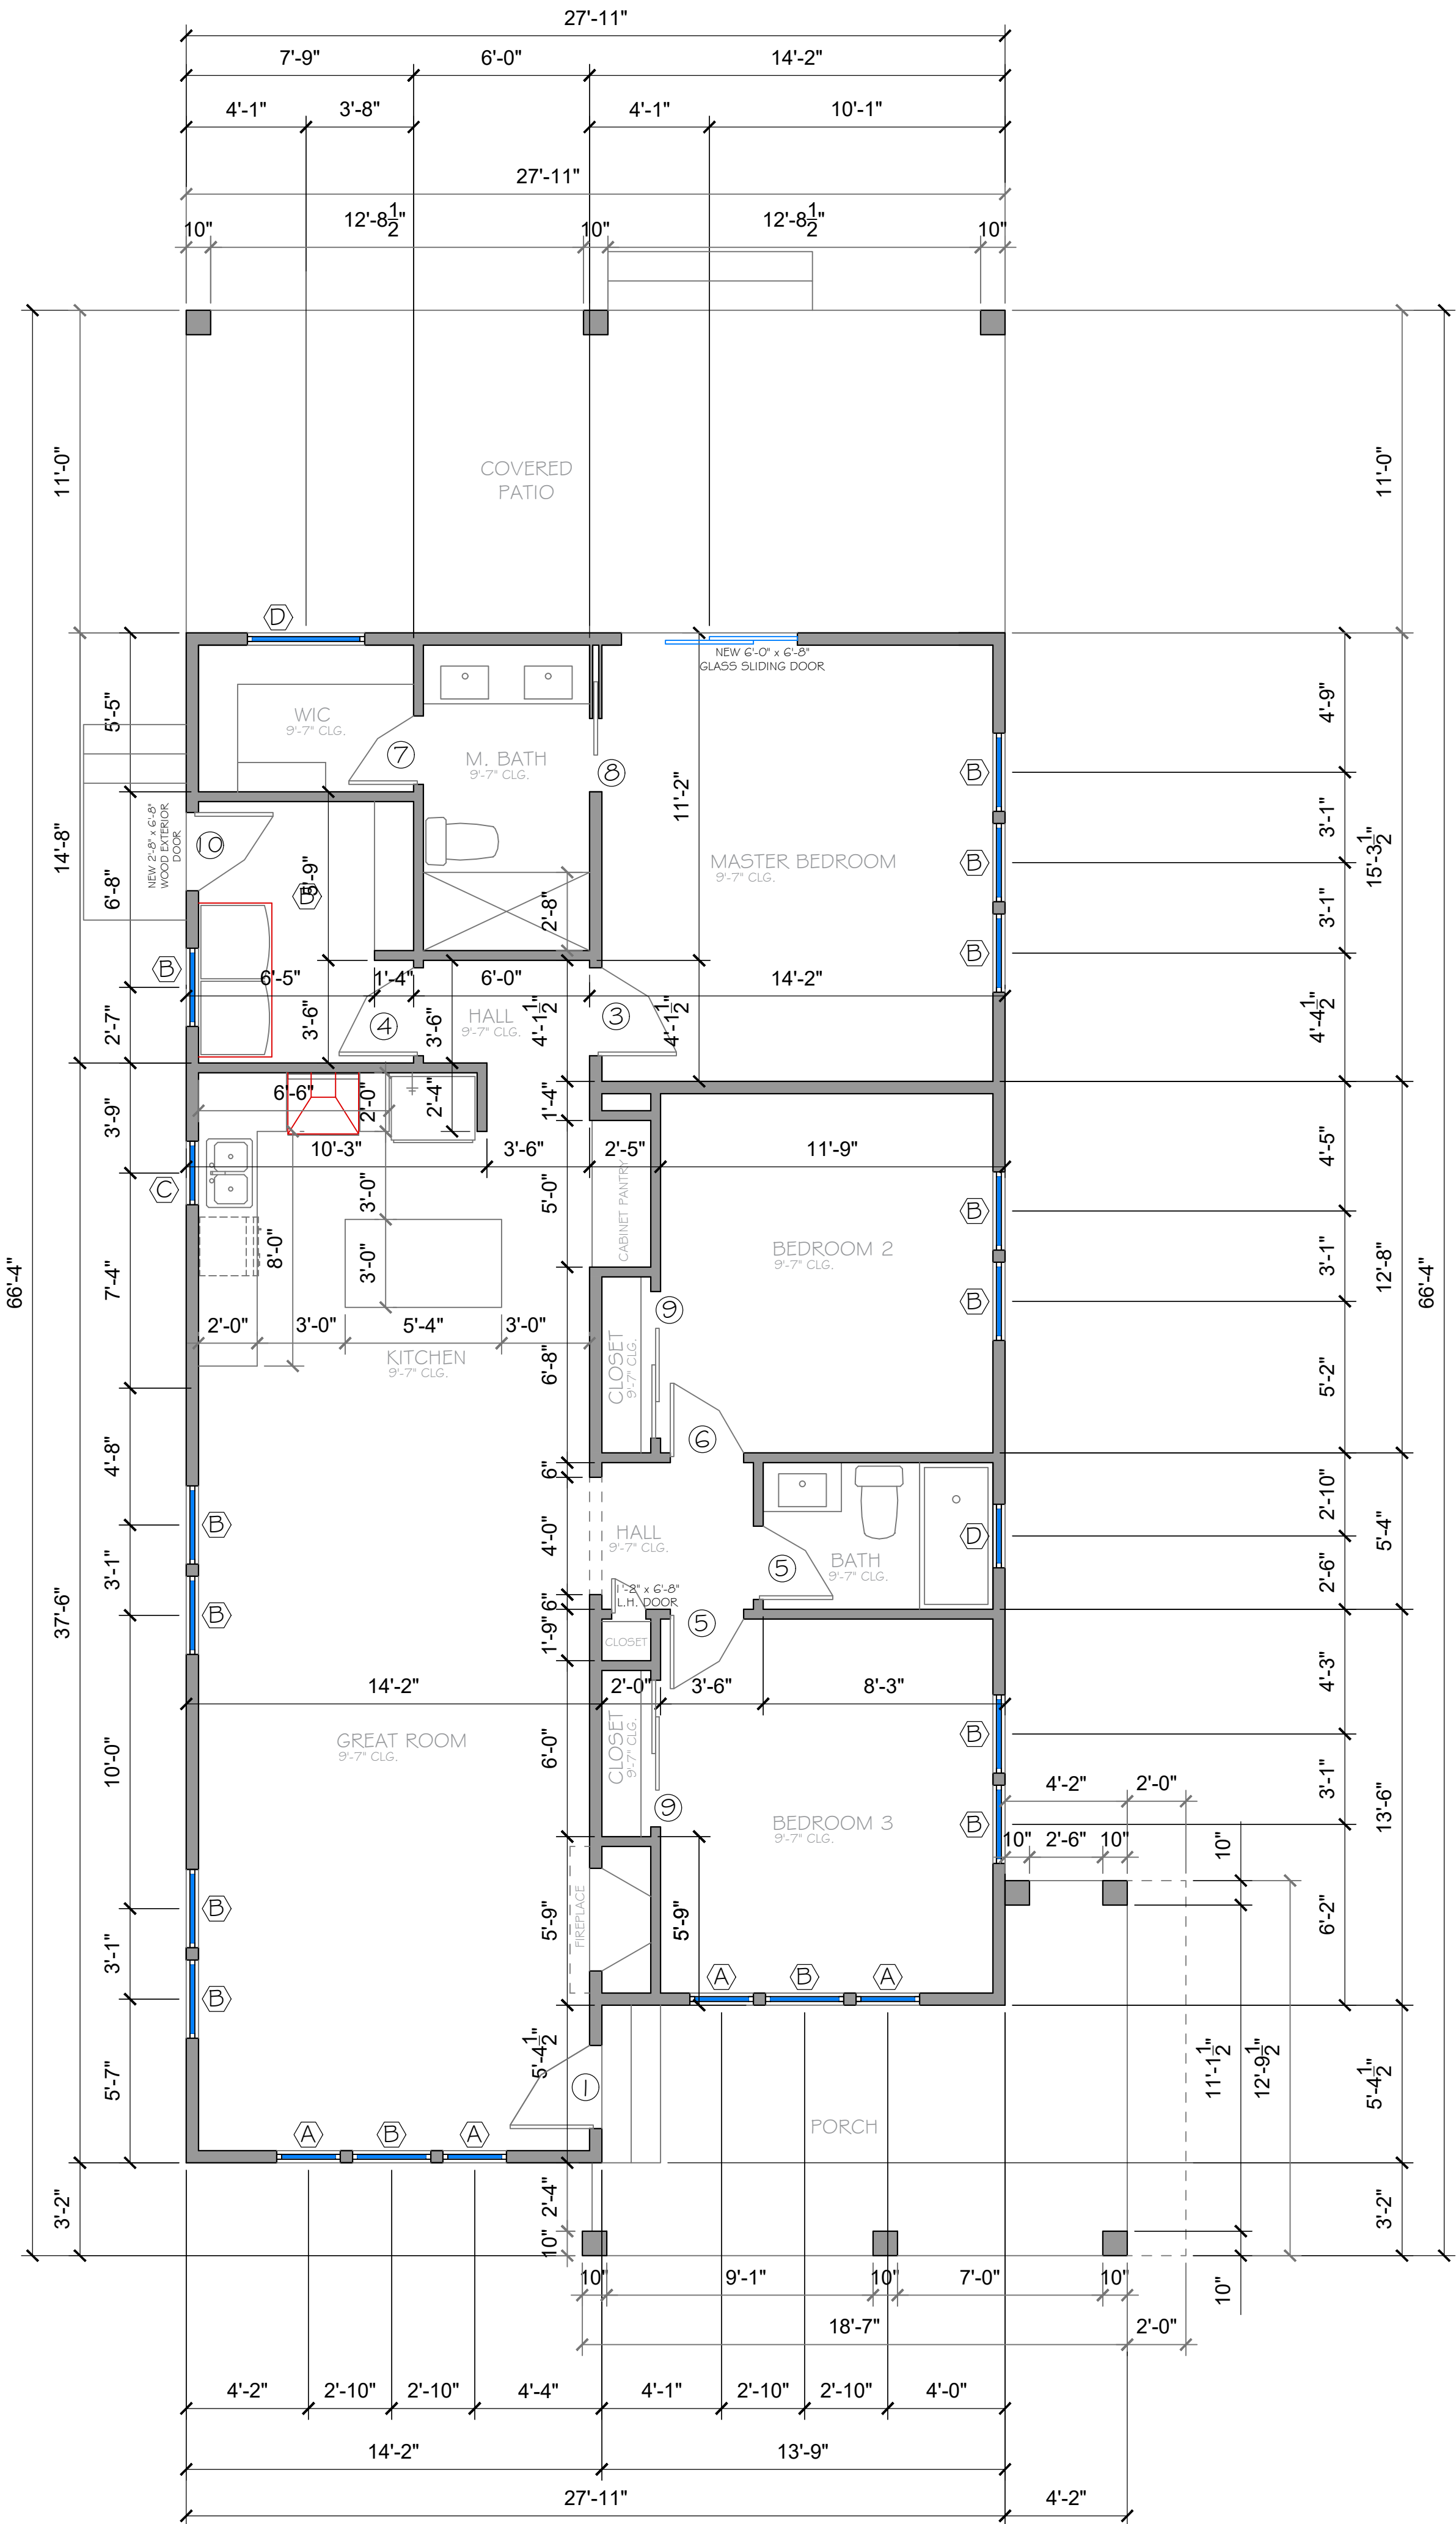 27'-11"
7'-9" 6'-0" 14'-2"
4'-1" 3'-8" 4'-1" 10'-1"
27'-11"
10" 12'-8 1/2" 10" 12'-8 1/2" 10"
11'-0"
COVERED
PATIO
11'-0"
D
NEW 6'-0" x 6'-8"
GLASS SLIDING DOOR
5'-5"
WIC
9'-7" CLG.
7
M. BATH
9'-7" CLG.
8
11'-2"
B
4'-9"
3'-1"
14'-8"
6'-8"
NEW 2'-8" x 6'-8"
WOOD EXTERIOR
DOOR
10
5'-9"
2'-8"
MASTER BEDROOM
9'-7" CLG.
B
B
3'-1"
15'-3 1/2"
B
6'-5" 1'-4" 6'-0" 14'-2"
2'-7"
3'-6"
4
3'-6"
HALL
9'-7" CLG.
4'-1 1/2"
3
4'-1 1/2"
4'-4 1/2"
3'-9"
6'-6"
2'-0"
2'-4"
1'-4"
10'-3" 3'-6" 2'-5" 11'-9"
4'-5"
C
3'-0"
5'-0"
CABINET PANTRY
B
8'-0"
3'-0"
BEDROOM 2
9'-7" CLG.
3'-1"
12'-8"
66'-4"
7'-4"
66'-4"
9
B
2'-0" 3'-0" 5'-4" 3'-0"
KITCHEN
9'-7" CLG.
6'-8"
CLOSET
9'-7" CLG.
5'-2"
6
4'-8"
6"
B
4'-0"
HALL
9'-7" CLG.
5
BATH
9'-7" CLG.
D
2'-10"
2'-6"
5'-4"
3'-1"
B
6"
1'-2" x 6'-8"
L.H. DOOR
5
37'-6"
1'-9"
CLOSET
14'-2" 2'-0" 3'-6" 8'-3"
4'-3"
10'-0"
GREAT ROOM
9'-7" CLG.
6'-0"
CLOSET
9'-7" CLG.
B
3'-1"
4'-2" 2'-0"
9
BEDROOM 3
9'-7" CLG.
B
13'-6"
10" 2'-6" 10"
10"
B
3'-1"
5'-9"
FIREPLACE
5'-9"
6'-2"
B
A B A
5'-7"
5'-4 1/2"
1
11'-1 1/2"
12'-9 1/2"
5'-4 1/2"
A B A
PORCH
3'-2"
2'-4"
10"
3'-2"
10" 9'-1" 10" 7'-0" 10"
10"
18'-7" 2'-0"
4'-2" 2'-10" 2'-10" 4'-4" 4'-1" 2'-10" 2'-10" 4'-0"
14'-2" 13'-9"
27'-11" 4'-2"